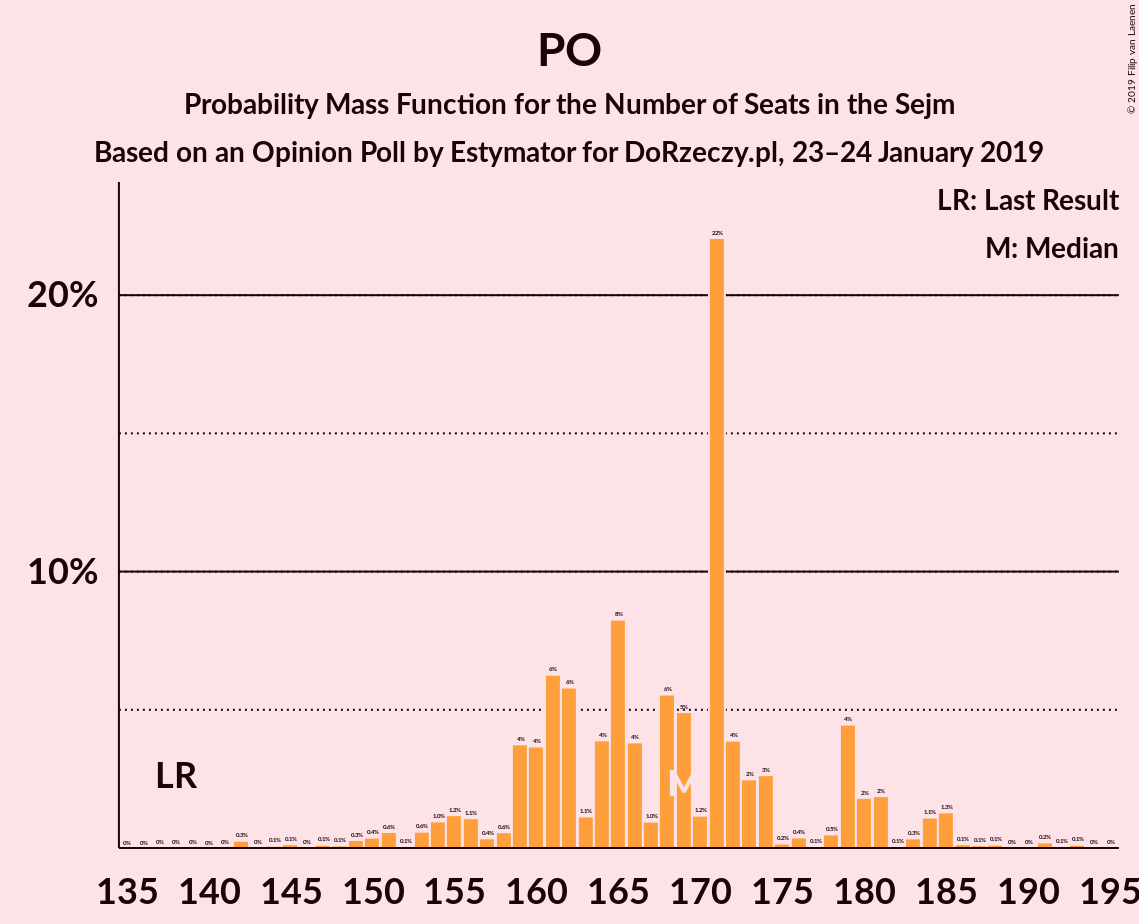 PO
Probability Mass Function for the Number of Seats in the Sejm
Based on an Opinion Poll by Estymator for DoRzeczy.pl, 23–24 January 2019
© 2019 Filip van Laenen
LR: Last Result
M: Median
20%
10%
0% 0% 0% 0% 0% 0% 0% 0.3% 0% 0.1% 0.1% 0% 0.1% 0.1% 0.3% 0.4% 0.6% 0.1% 0.6% 1.0% 1.2% 1.1% 0.4% 0.6% 4% 4% 6% 6% 1.1% 4% 8% 4% 1.0% 6% 5% 1.2% 22% 4% 2% 3% 0.2% 0.4% 0.1% 0.5% 4% 2% 2% 0.1% 0.3% 1.1% 1.3% 0.1% 0.1% 0.1% 0% 0% 0.2% 0.1% 0.1% 0% 0%
LR
M
135 140 145 150 155 160 165 170 175 180 185 190 195